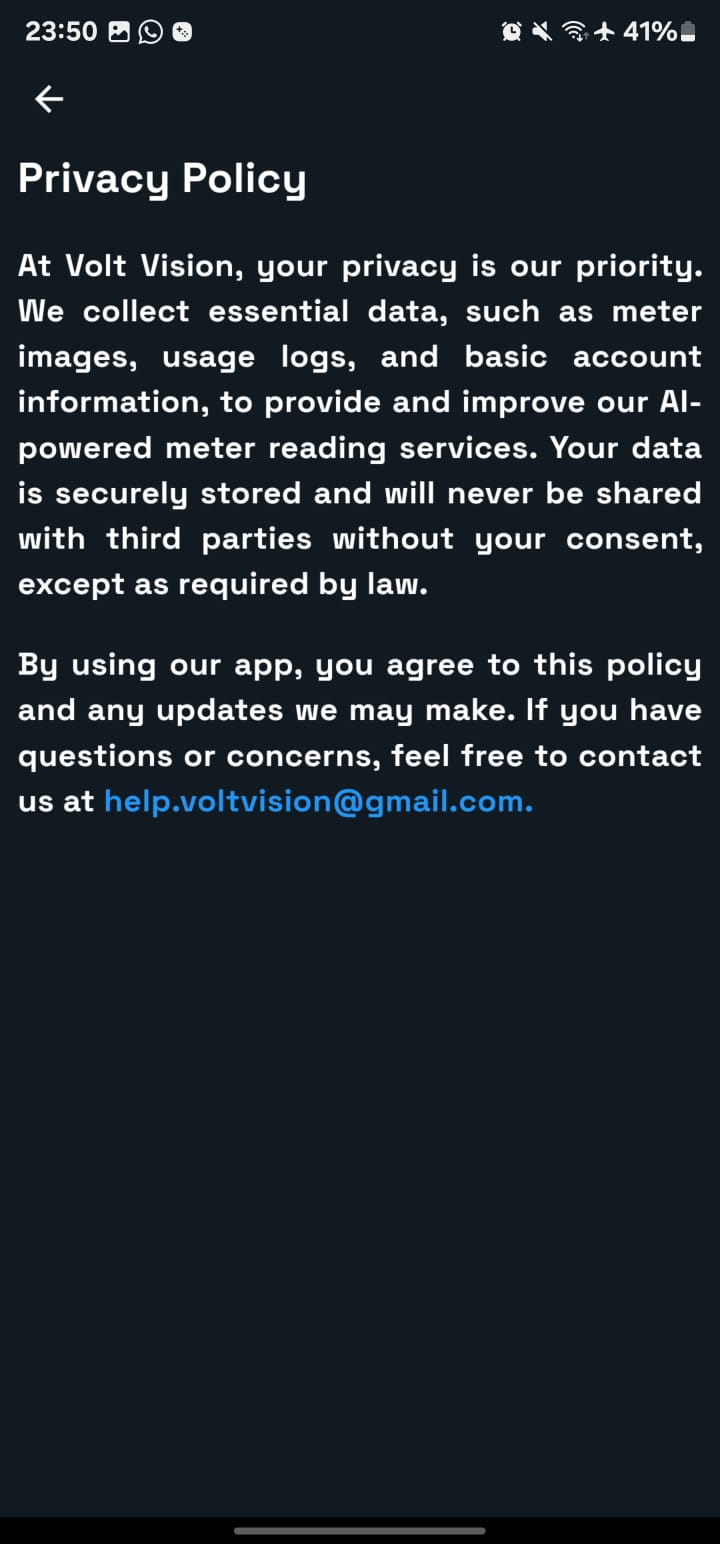 23:50
41%
Privacy Policy
At Volt Vision, your privacy is our priority.
We collect essential data, such as meter
images, usage logs, and basic account
information, to provide and improve our AI-
powered meter reading services. Your data
is securely stored and will never be shared
with third parties without your consent,
except as required by law.
By using our app, you agree to this policy
and any updates we may make. If you have
questions or concerns, feel free to contact
us at help.voltvision@gmail.com.